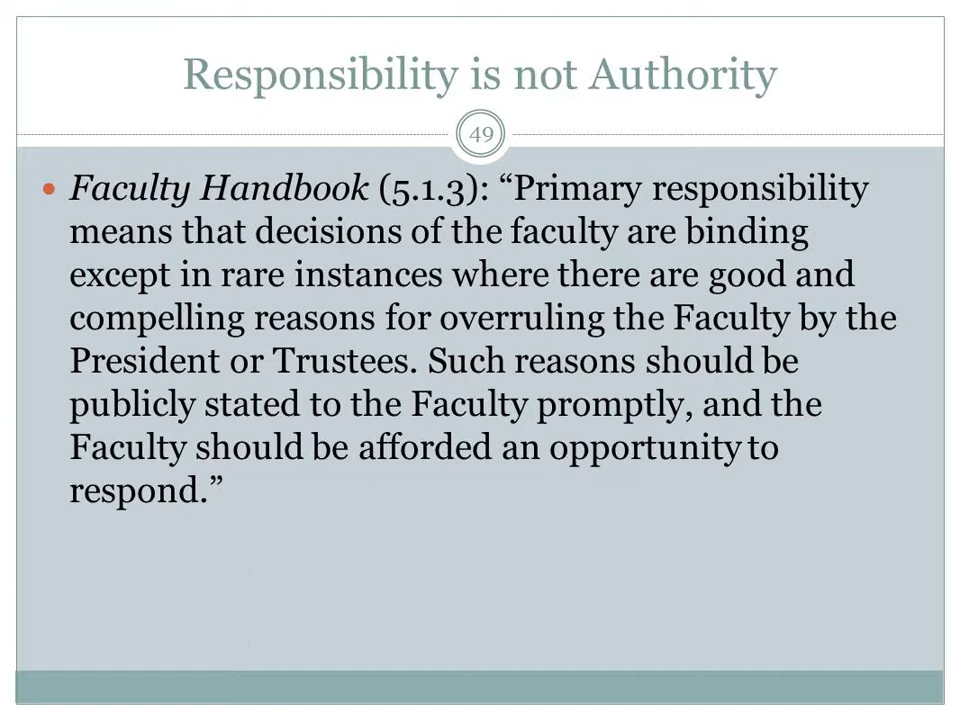 Responsibility is not Authority
49
• Faculty Handbook (5.1.3): “Primary responsibility
means that decisions of the faculty are binding
except in rare instances where there are good and
compelling reasons for overruling the Faculty by the
President or Trustees. Such reasons should be
publicly stated to the Faculty promptly, and the
Faculty should be afforded an opportunity to
respond.”